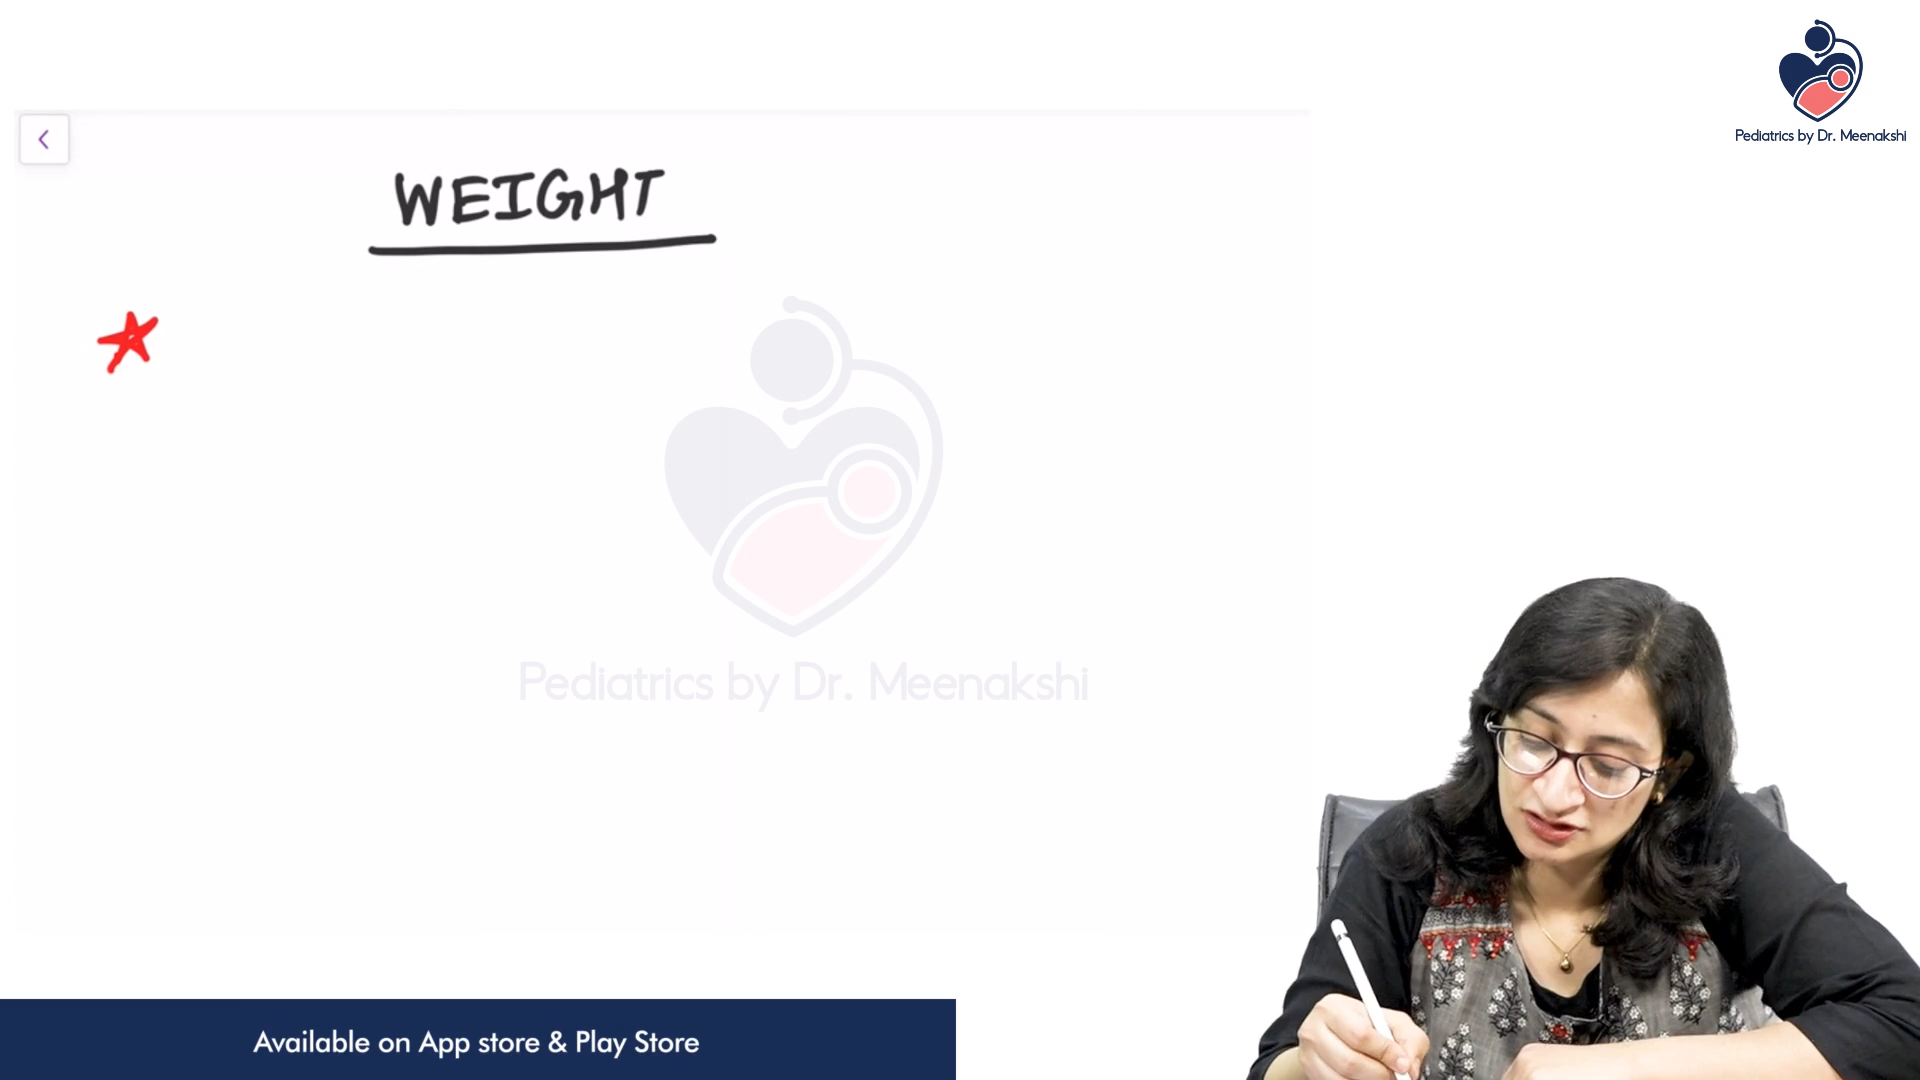 Pediatrics by Dr. Meenakshi
WEIGHT
Pediatrics by Dr. Meenakshi
Available on App store & Play Store